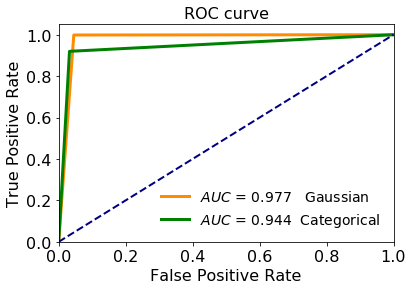 ROC curve
True Positive Rate
1.0
0.8
0.6
0.4
0.2
0.0
AUC = 0.977 Gaussian
AUC = 0.944 Categorical
0.0 0.2 0.4 0.6 0.8 1.0
False Positive Rate